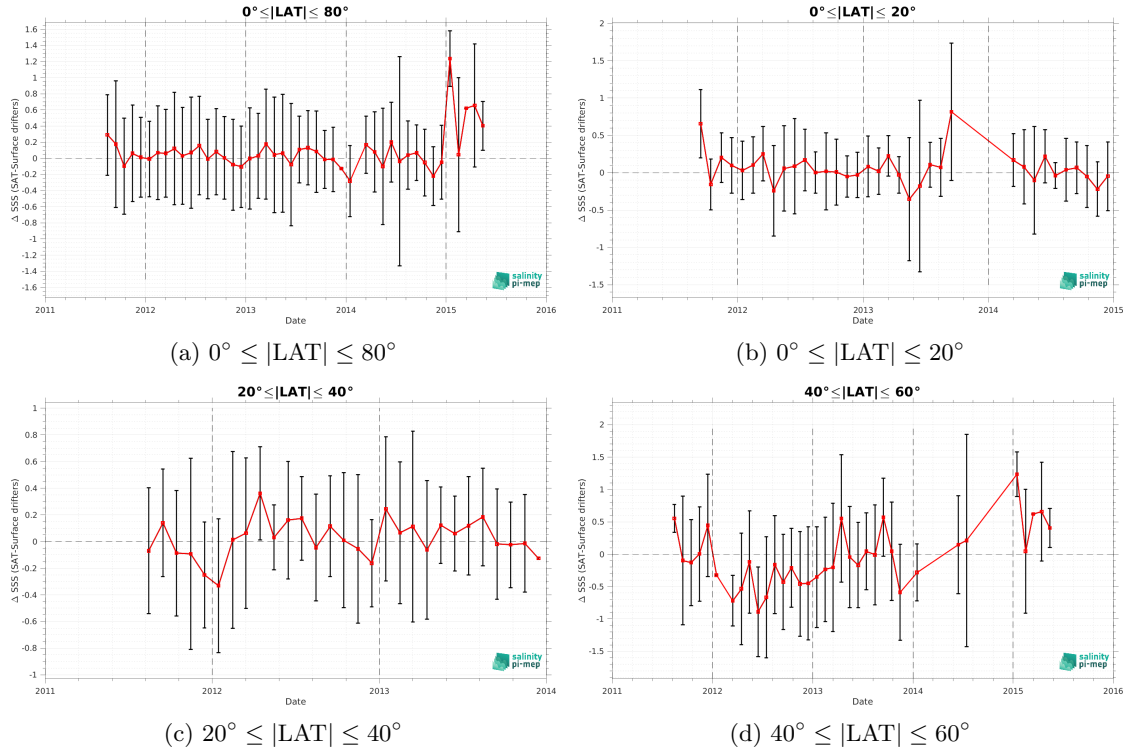 0°≤|LAT|≤ 80°
Δ SSS (SAT-Surface drifters)
1.6
1.4
1.2
1
0.8
0.6
0.4
0.2
0
-0.2
-0.4
-0.6
-0.8
-1
-1.2
-1.4
-1.6
salinity
pi-mep
2011 2012 2013 2014 2015 2016
Date
(a) 0° ≤ |LAT| ≤ 80°
0°≤|LAT|≤ 20°
Δ SSS (SAT-Surface drifters)
2
1.5
1
0.5
0
-0.5
-1
-1.5
salinity
pi-mep
2011 2012 2013 2014 2015
Date
(b) 0° ≤ |LAT| ≤ 20°
20°≤|LAT|≤ 40°
Δ SSS (SAT-Surface drifters)
1
0.8
0.6
0.4
0.2
0
-0.2
-0.4
-0.6
-0.8
-1
salinity
pi-mep
2011 2012 2013 2014
Date
(c) 20° ≤ |LAT| ≤ 40°
40°≤|LAT|≤ 60°
Δ SSS (SAT-Surface drifters)
2
1.5
1
0.5
0
-0.5
-1
-1.5
salinity
pi-mep
2011 2012 2013 2014 2015 2016
Date
(d) 40° ≤ |LAT| ≤ 60°